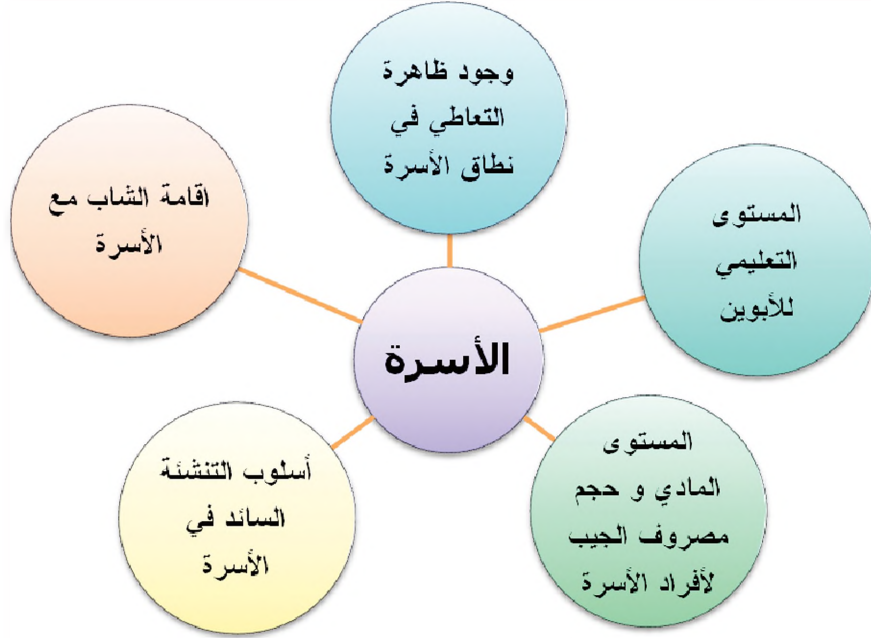 وجود ظاهرة
التعاطي في
نطاق الأسرة
المستوى
التعليمي
للأبوين
المستوى
المادي و حجم
مصروف الجيب
لأفراد الأسرة
أسلوب التنشئة
السائد في
الأسرة
اقامة الشاب مع
الأسرة
الأسرة